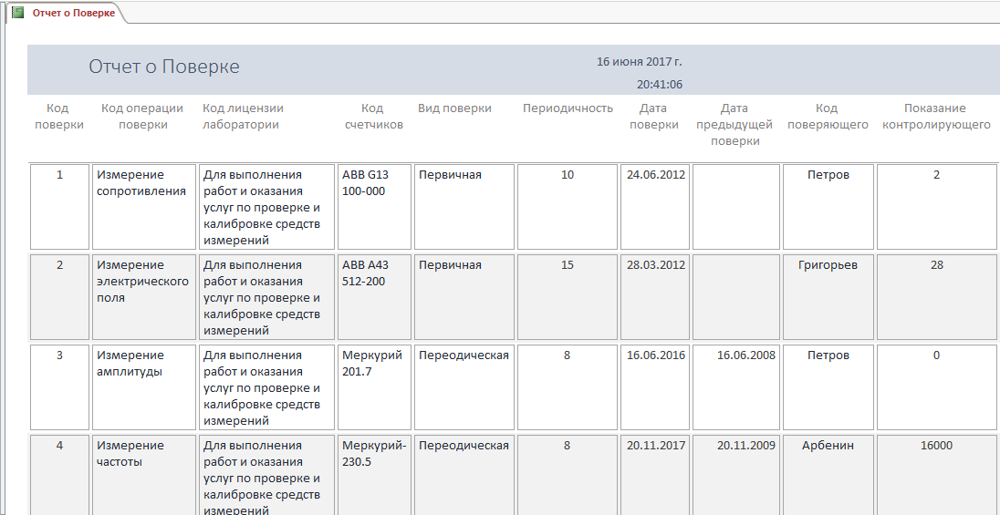 Отчет о Поверке
Отчет о Поверке
16 июня 2017 г.
20:41:06
Код поверки
Код операции поверки
Код лицензии лаборатории
Код счетчиков
Вид поверки
Периодичность
Дата поверки
Дата предыдущей поверки
Код поверяющего
Показание контролирующего
1
Измерение
сопротивления
Для выполнения
работ и оказания
услуг по проверке и
калибровке средств
измерений
ABB G13
100-000
Первичная
10
24.06.2012
Петров
2
2
Измерение
электрического
поля
Для выполнения
работ и оказания
услуг по проверке и
калибровке средств
измерений
ABB A43
512-200
Первичная
15
28.03.2012
Григорьев
28
3
Измерение
амплитуды
Для выполнения
работ и оказания
услуг по проверке и
калибровке средств
измерений
Меркурий
201.7
Переодическая
8
16.06.2016
16.06.2008
Петров
0
4
Измерение
частоты
Для выполнения
работ и оказания
услуг по проверке и
калибровке средств
измерений
Меркурий-
230.5
Переодическая
8
20.11.2017
20.11.2009
Арбенин
16000